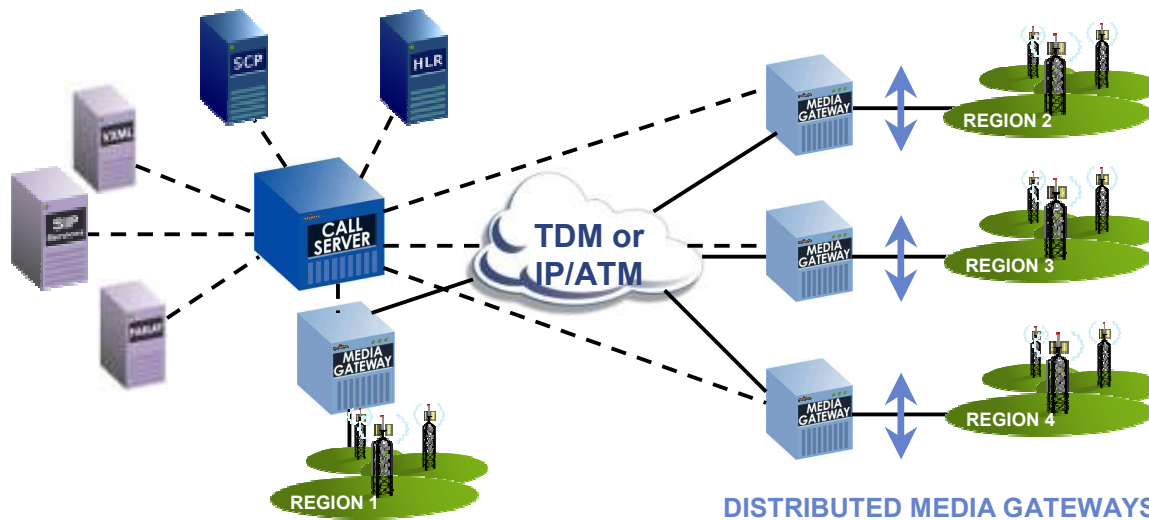 SCP
HLR
VXML
SIP
PARLAY
CALL
SERVER
TDM or
IP/ATM
MEDIA
GATEWAY
REGION 1
MEDIA
GATEWAY
REGION 2
MEDIA
GATEWAY
REGION 3
MEDIA
GATEWAY
REGION 4
DISTRIBUTED MEDIA GATEWAYS